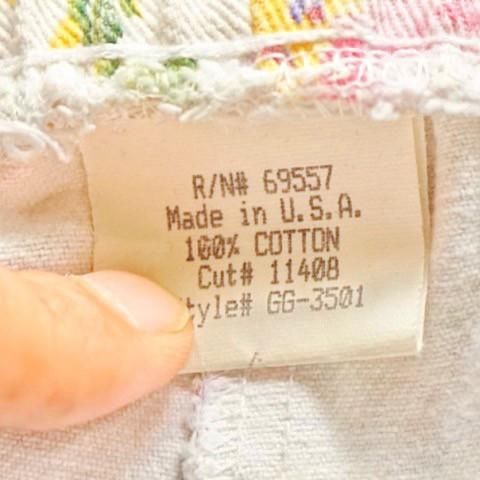 R/N# 69557
Made in U.S.A.
100% COTTON
Cut# 11408
tyle# GG-3501